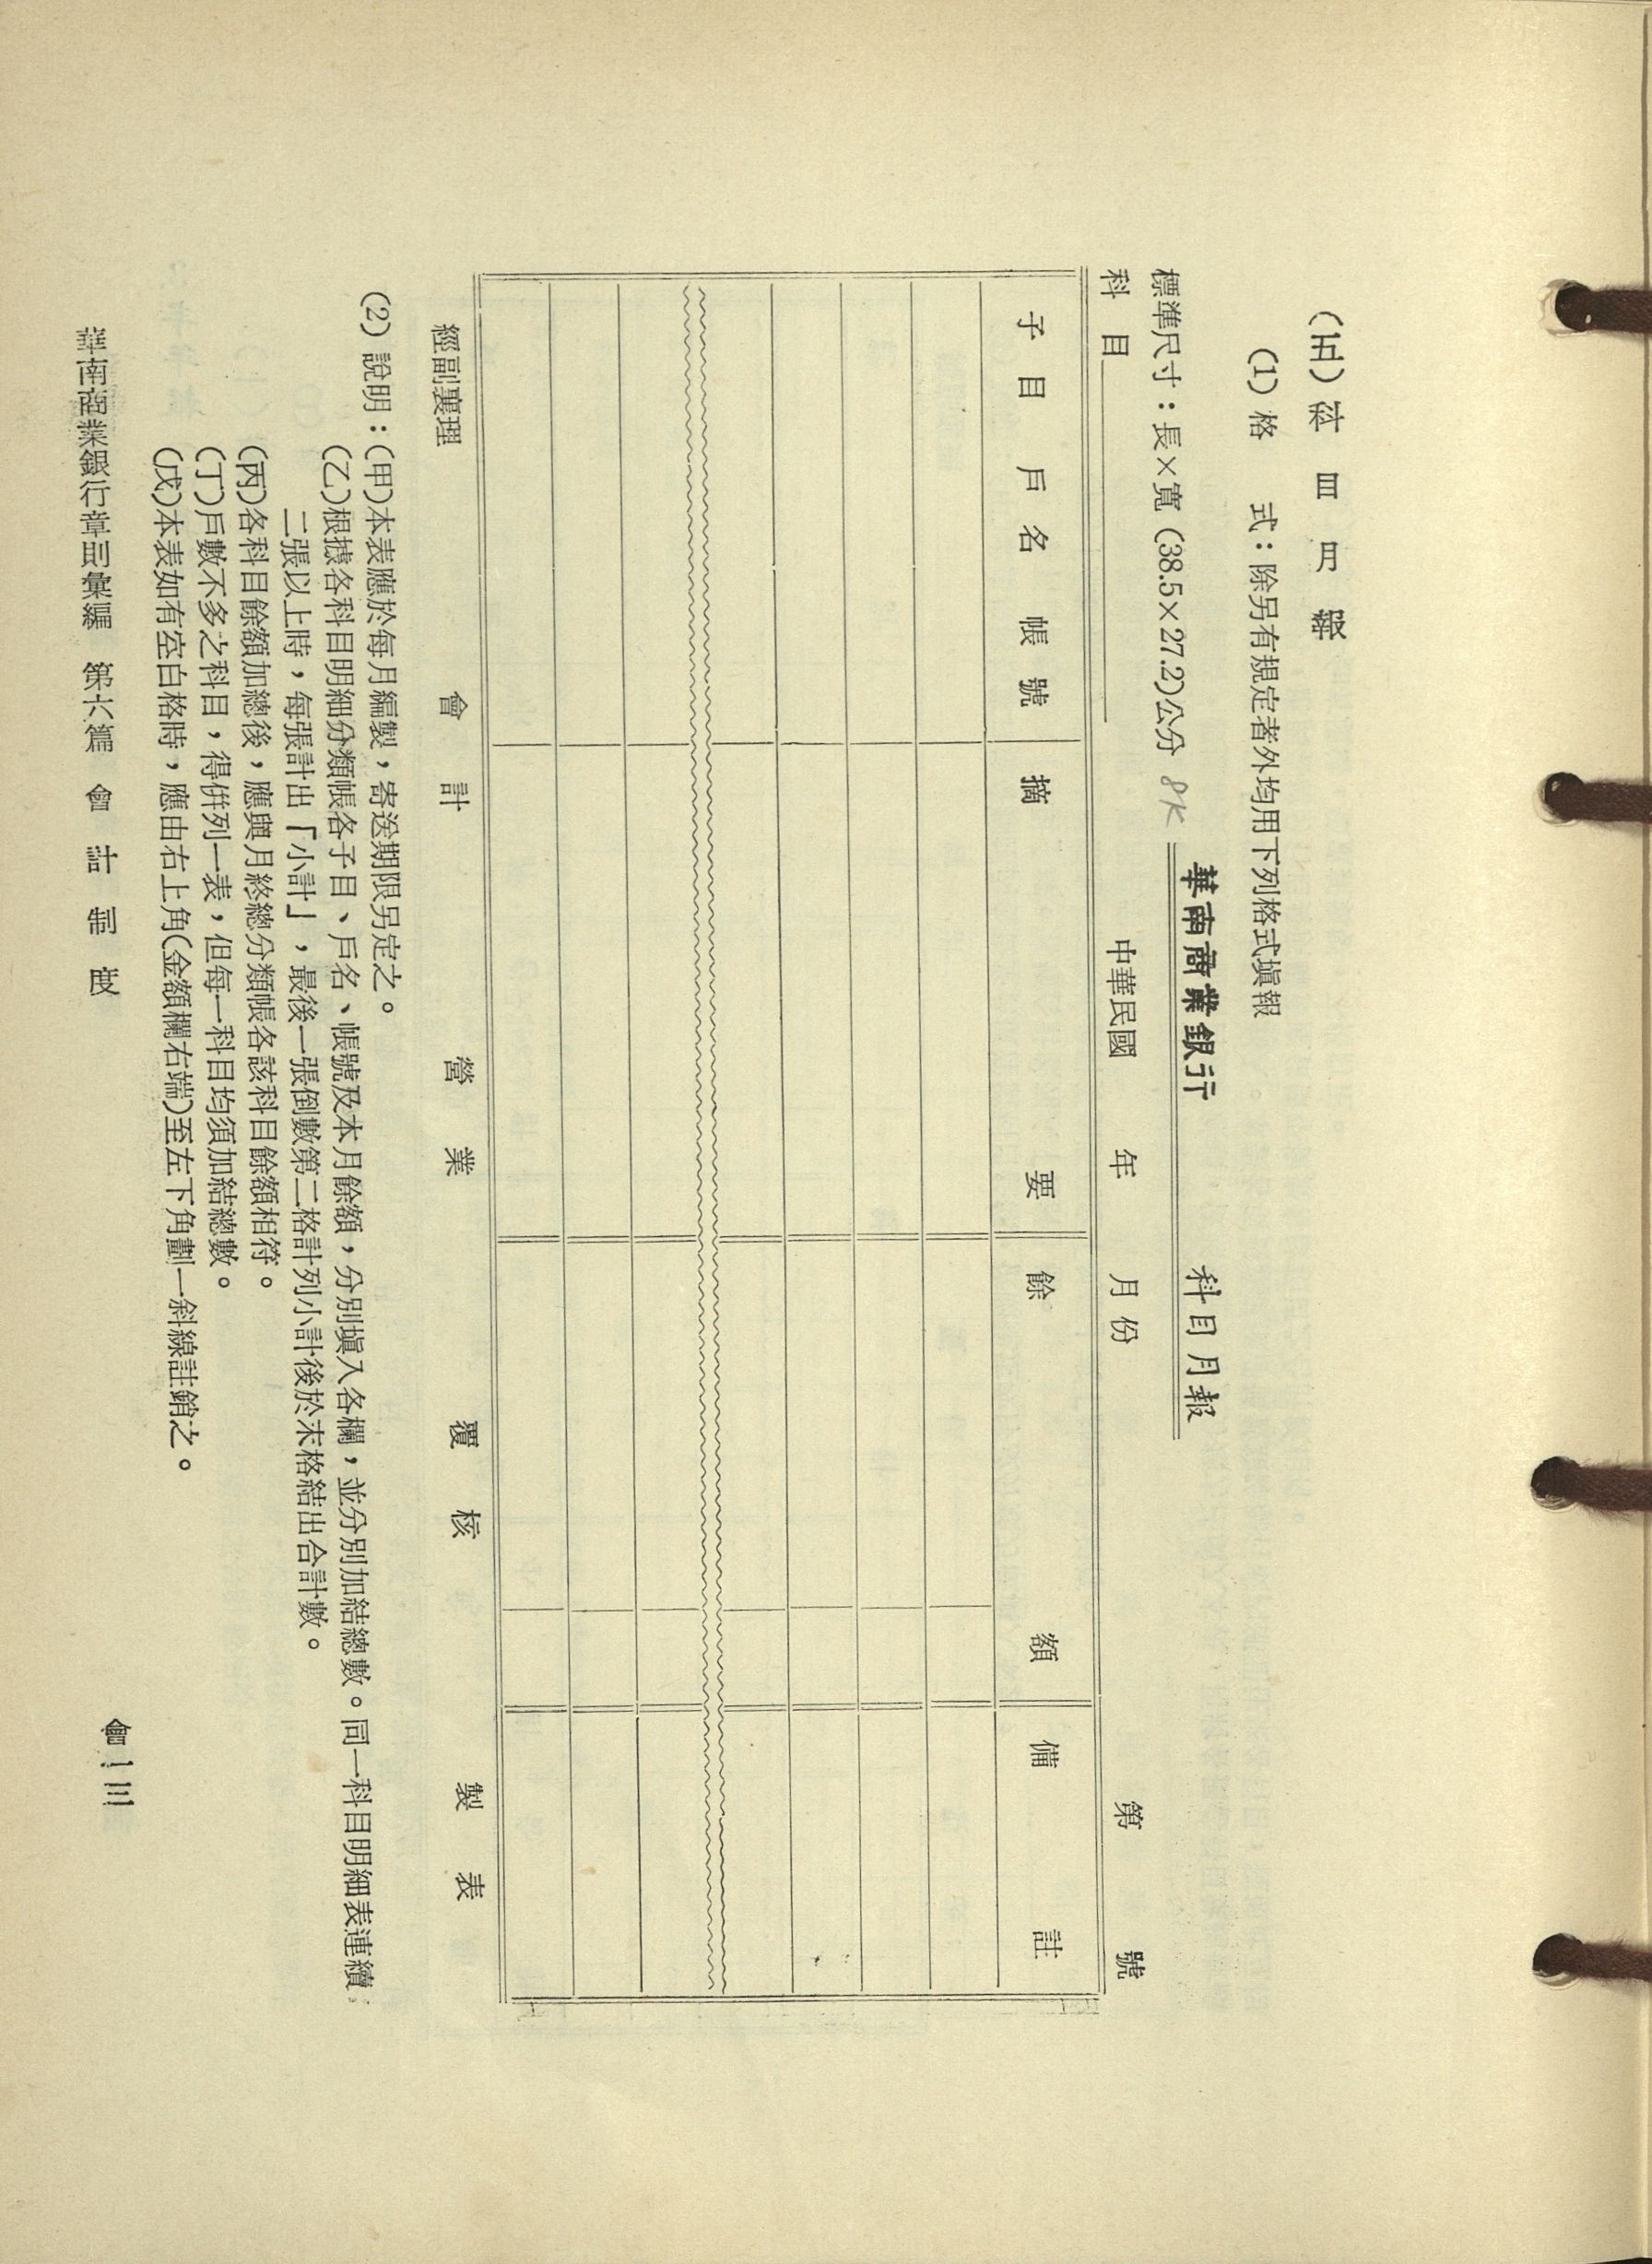 (五)科目月報
(1)格　式：除另有規定者外均用下列格式塡報
華南商業銀行　科目月報
標準尺寸：長×寬(38.5×27.2)公分 8K
科目　中華民國　年　月份　第　號
子目戶名帳號　摘要　餘額　備註
經副襄理　會計　營業　覆核　製表
(2)說明：(甲)本表應於每月編製，寄送期限另定之。
(乙)根據各科目明細分類帳各子目、戶名、帳號及本月餘額，分別塡入各欄，並分別加結總數。同一科目明細表連續
二張以上時，每張計出「小計」，最後一張倒數第二格計列小計後於末格結出合計數。
(丙)各科目餘額加總後，應與月終總分類帳各該科目餘額相符。
(丁)戶數不多之科目，得併列一表，但每一科目均須加結總數。
(戊)本表如有空白格時，應由右上角(金額欄右端)至左下角劃一斜線註銷之。
華南商業銀行章則彙編　第六編　會計　報表
會一三